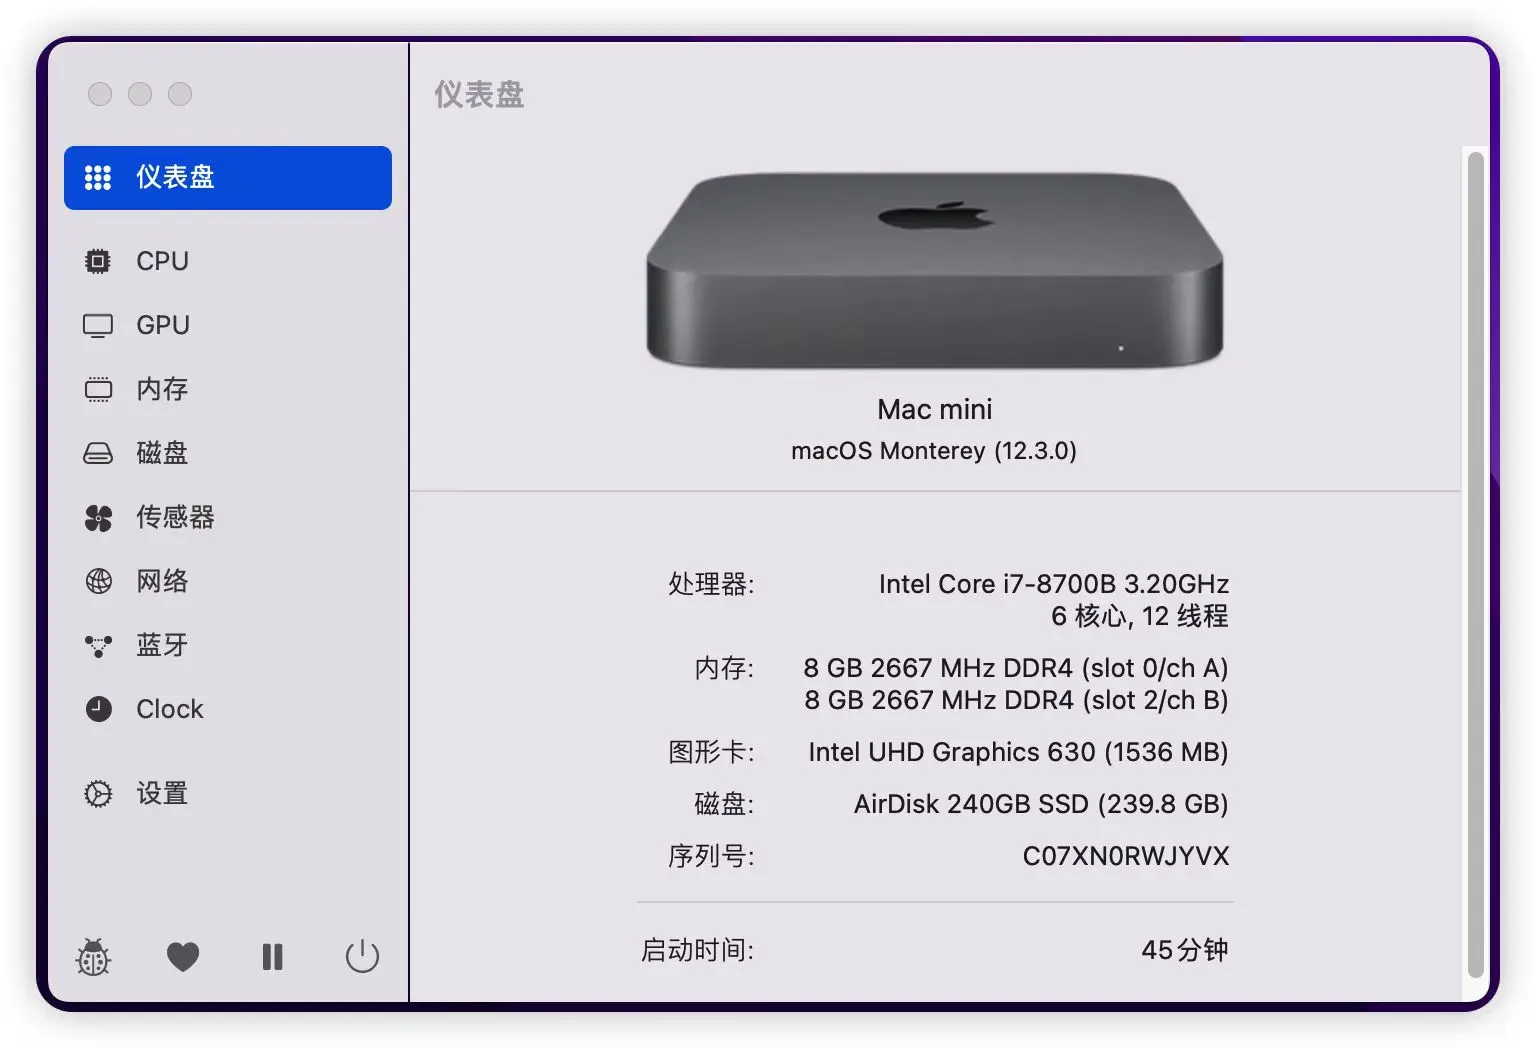 仪表盘
CPU
GPU
内存
磁盘
传感器
网络
蓝牙
Clock
设置
仪表盘
Mac mini
macOS Monterey (12.3.0)
处理器: Intel Core i7-8700B 3.20GHz
6 核心, 12 线程
内存: 8 GB 2667 MHz DDR4 (slot 0/ch A)
8 GB 2667 MHz DDR4 (slot 2/ch B)
图形卡: Intel UHD Graphics 630 (1536 MB)
磁盘: AirDisk 240GB SSD (239.8 GB)
序列号: C07XN0RWJYVX
启动时间: 45分钟